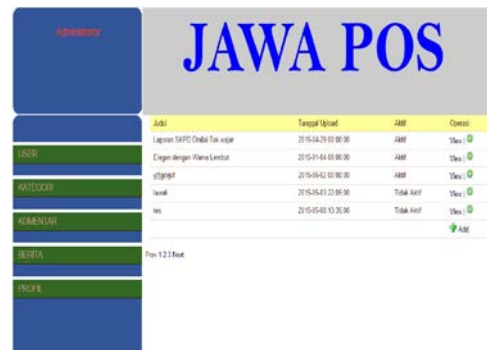 Administrator
JAWA POS
USER
KATEGORI
KOMENTAR
BERITA
PROFIL
Judul Tanggal Upload Aktif Operasi
Laporan SKPD Dinilai Tak wajar 2015-04-29 00:00:00 Aktif View |
Elegan dengan Warna Lembut 2015-01-04 00:00:00 Aktif View |
2015-06-02 00:00:00 Aktif View |
2015-05-03 22:06:00 Tidak Aktif View |
tes 2015-05-08 13:35:00 Tidak Aktif View |
Add
Prev 1 2 3 Next